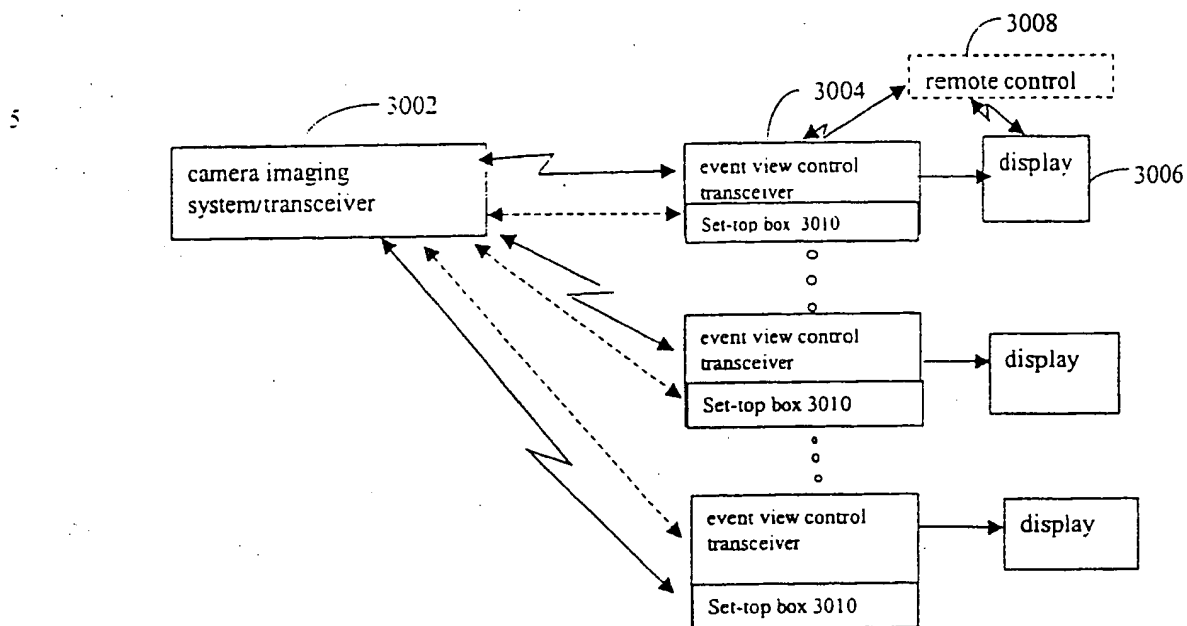 3008
remote control
3004
3002
5
camera imaging
system/transceiver
event view control
transceiver
Set-top box 3010
display
3006
event view control
transceiver
Set-top box 3010
display
event view control
transceiver
Set-top box 3010
display